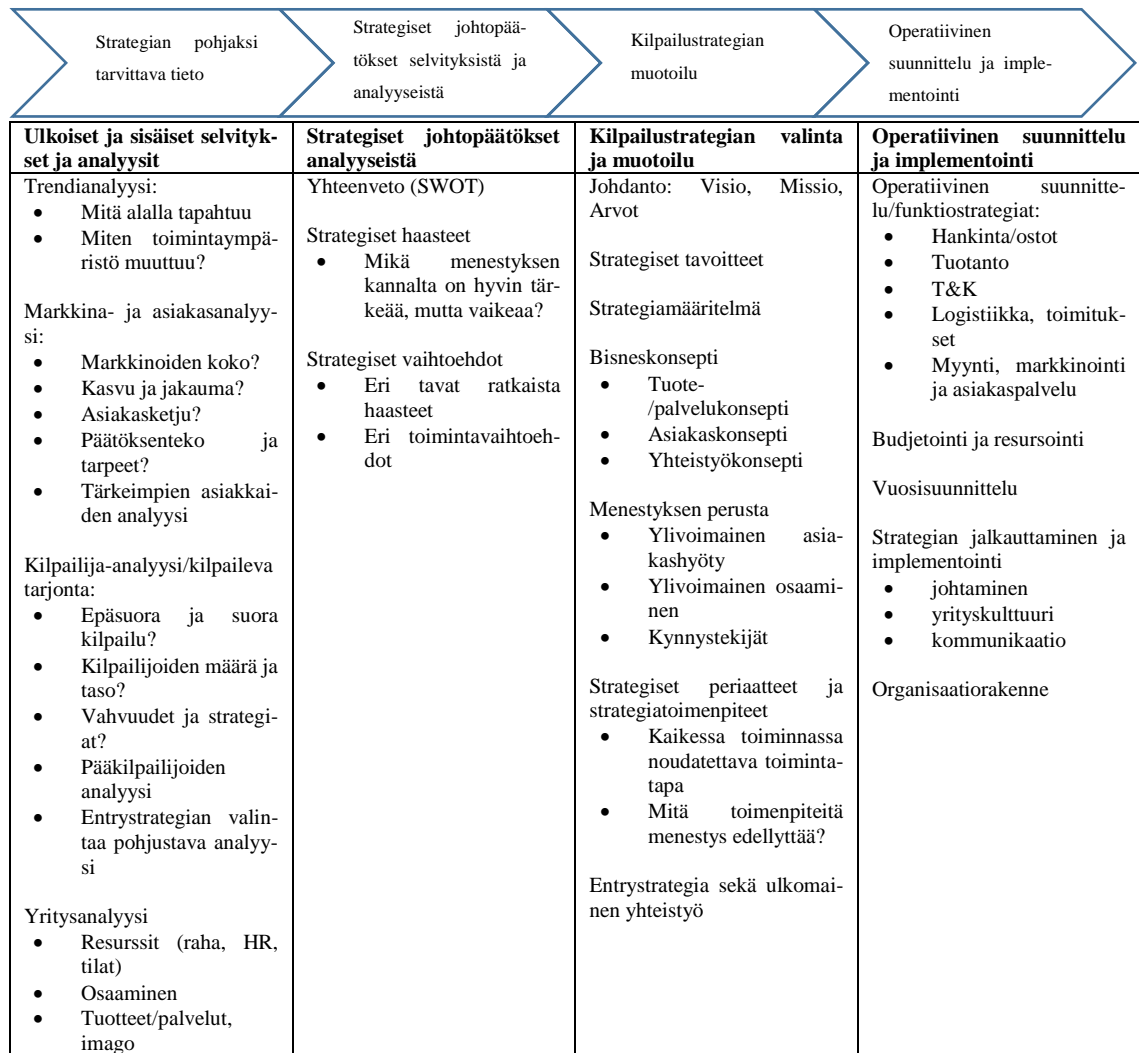 Strategian pohjaksi
tarvittava tieto
Strategiset johtopää-
tökset selvityksistä ja
analyyseistä
Kilpailustrategian
muotoilu
Operatiivinen
suunnittelu ja imple-
mentointi
Ulkoiset ja sisäiset selvityk-
set ja analyysit
Trendianalyysi:
• Mitä alalla tapahtuu
• Miten toimintaympä-
ristö muuttuu?
Markkina- ja asiakasanalyy-
si:
• Markkinoiden koko?
• Kasvu ja jakauma?
• Asiakasketju?
• Päätöksenteko ja
tarpeet?
• Tärkeimpien asiakkai-
den analyysi
Kilpailija-analyysi/kilpaileva
tarjonta:
• Epäsuora ja suora
kilpailu?
• Kilpailijoiden määrä ja
taso?
• Vahvuudet ja strategi-
at?
• Pääkilpailijoiden
analyysi
• Entrystrategian valin-
taa pohjustava analyy-
si
Yritysanalyysi
• Resurssit (raha, HR,
tilat)
• Osaaminen
• Tuotteet/palvelut,
imago
Strategiset johtopäätökset
analyyseistä
Yhteenveto (SWOT)
Strategiset haasteet
• Mikä menestyksen
kannalta on hyvin tär-
keää, mutta vaikeaa?
Strategiset vaihtoehdot
• Eri tavat ratkaista
haasteet
• Eri toimintavaihtoeh-
dot
Kilpailustrategian valinta
ja muotoilu
Johdanto: Visio, Missio,
Arvot
Strategiset tavoitteet
Strategiamääritelmä
Bisneskonsepti
• Tuote-
/palvelukonsepti
• Asiakaskonsepti
• Yhteistyökonsepti
Menestyksen perusta
• Ylivoimainen asia-
kashyöty
• Ylivoimainen osaami-
nen
• Kynnystekijät
Strategiset periaatteet ja
strategiatoimenpiteet
• Kaikessa toiminnassa
noudatettava toiminta-
tapa
• Mitä toimenpiteitä
menestys edellyttää?
Entrystrategia sekä ulkomai-
nen yhteistyö
Operatiivinen suunnittelu
ja implementointi
Operatiivinen suunnitte-
lu/funktiostrategiat:
• Hankinta/ostot
• Tuotanto
• T&K
• Logistiikka, toimituk-
set
• Myynti, markkinointi
ja asiakaspalvelu
Budjetointi ja resursointi
Vuosisuunnittelu
Strategian jalkauttaminen ja
implementointi
• johtaminen
• yrityskulttuuri
• kommunikaatio
Organisaatiorakenne